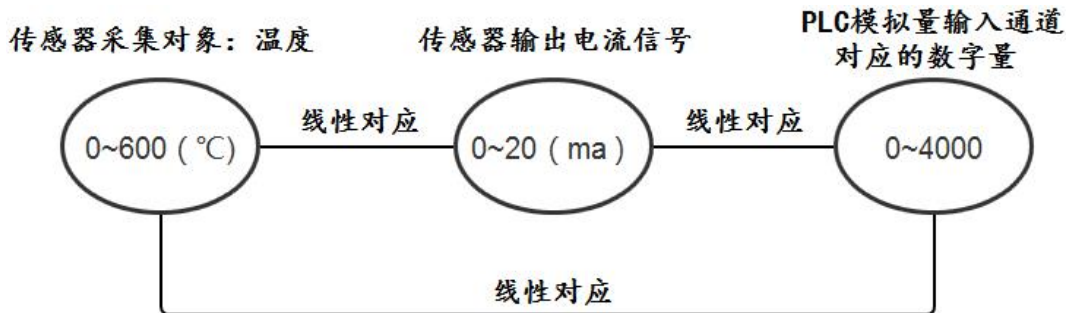 传感器采集对象：温度
传感器输出电流信号
PLC模拟量输入通道
对应的数字量
0~600（℃）
线性对应
0~20（ma）
线性对应
0~4000
线性对应